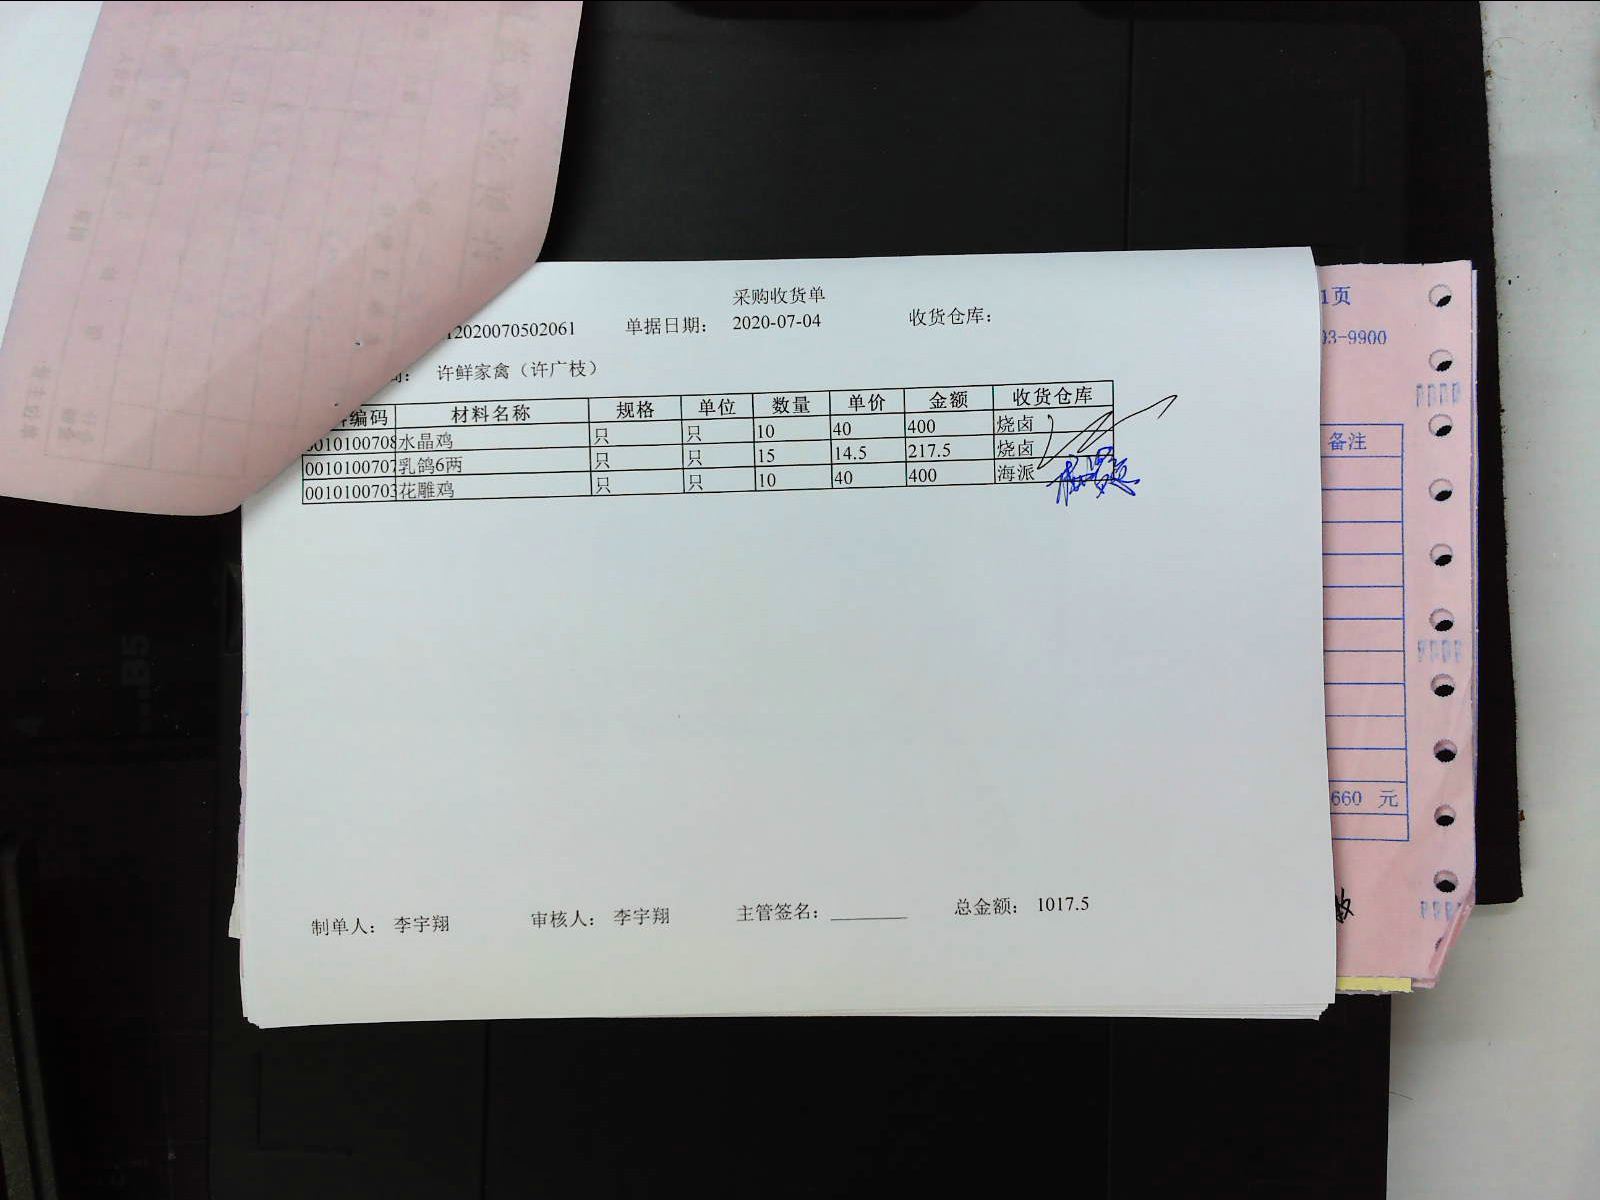 采购收货单
12020070502061 单据日期: 2020-07-04 收货仓库:
许鲜家禽（许广枝）
编码 材料名称 规格 单位 数量 单价 金额 收货仓库
0010100708 水晶鸡 只 只 10 40 400 烧卤
0010100707 乳鸽6两 只 只 15 14.5 217.5 烧卤
0010100703 花雕鸡 只 只 10 40 400 海派
制单人: 李宇翔 审核人: 李宇翔 主管签名: 总金额: 1017.5
1页
03-9900
备注
660 元